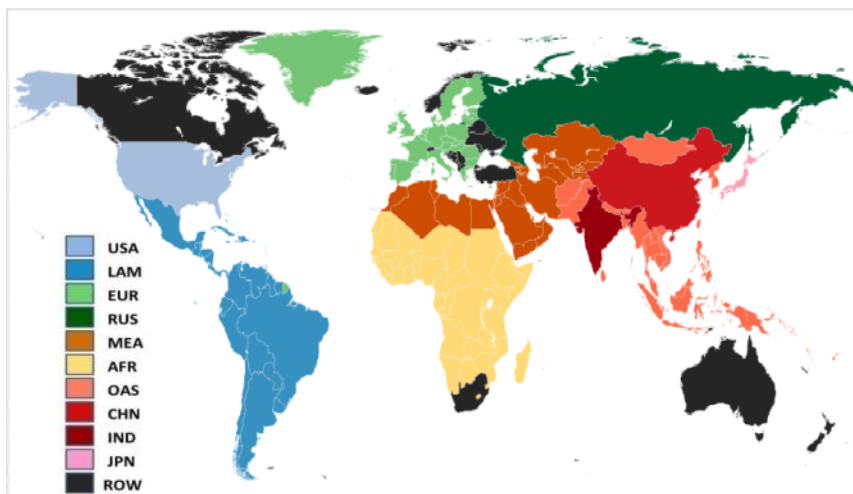 USA
LAM
EUR
RUS
MEA
AFR
OAS
CHN
IND
JPN
ROW